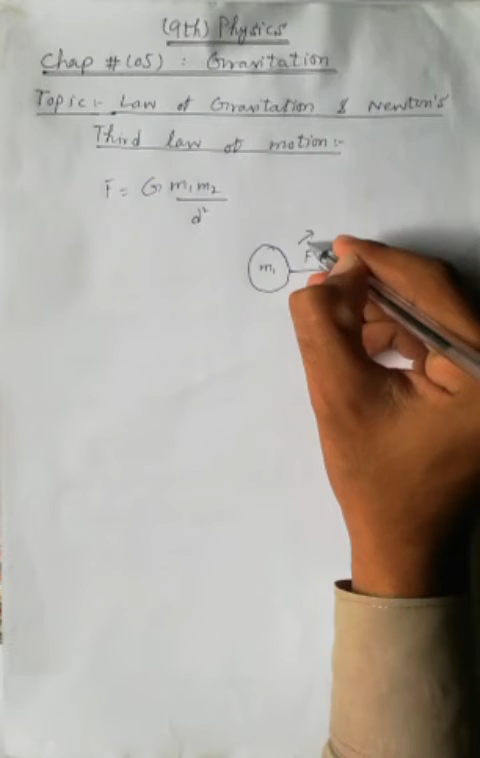 (9th) Physics
Chap # (05) : Gravitation
Topic:- Law of Gravitation & Newton's
Third law of motion:-
F = G m₁m₂
d²
F
m₁